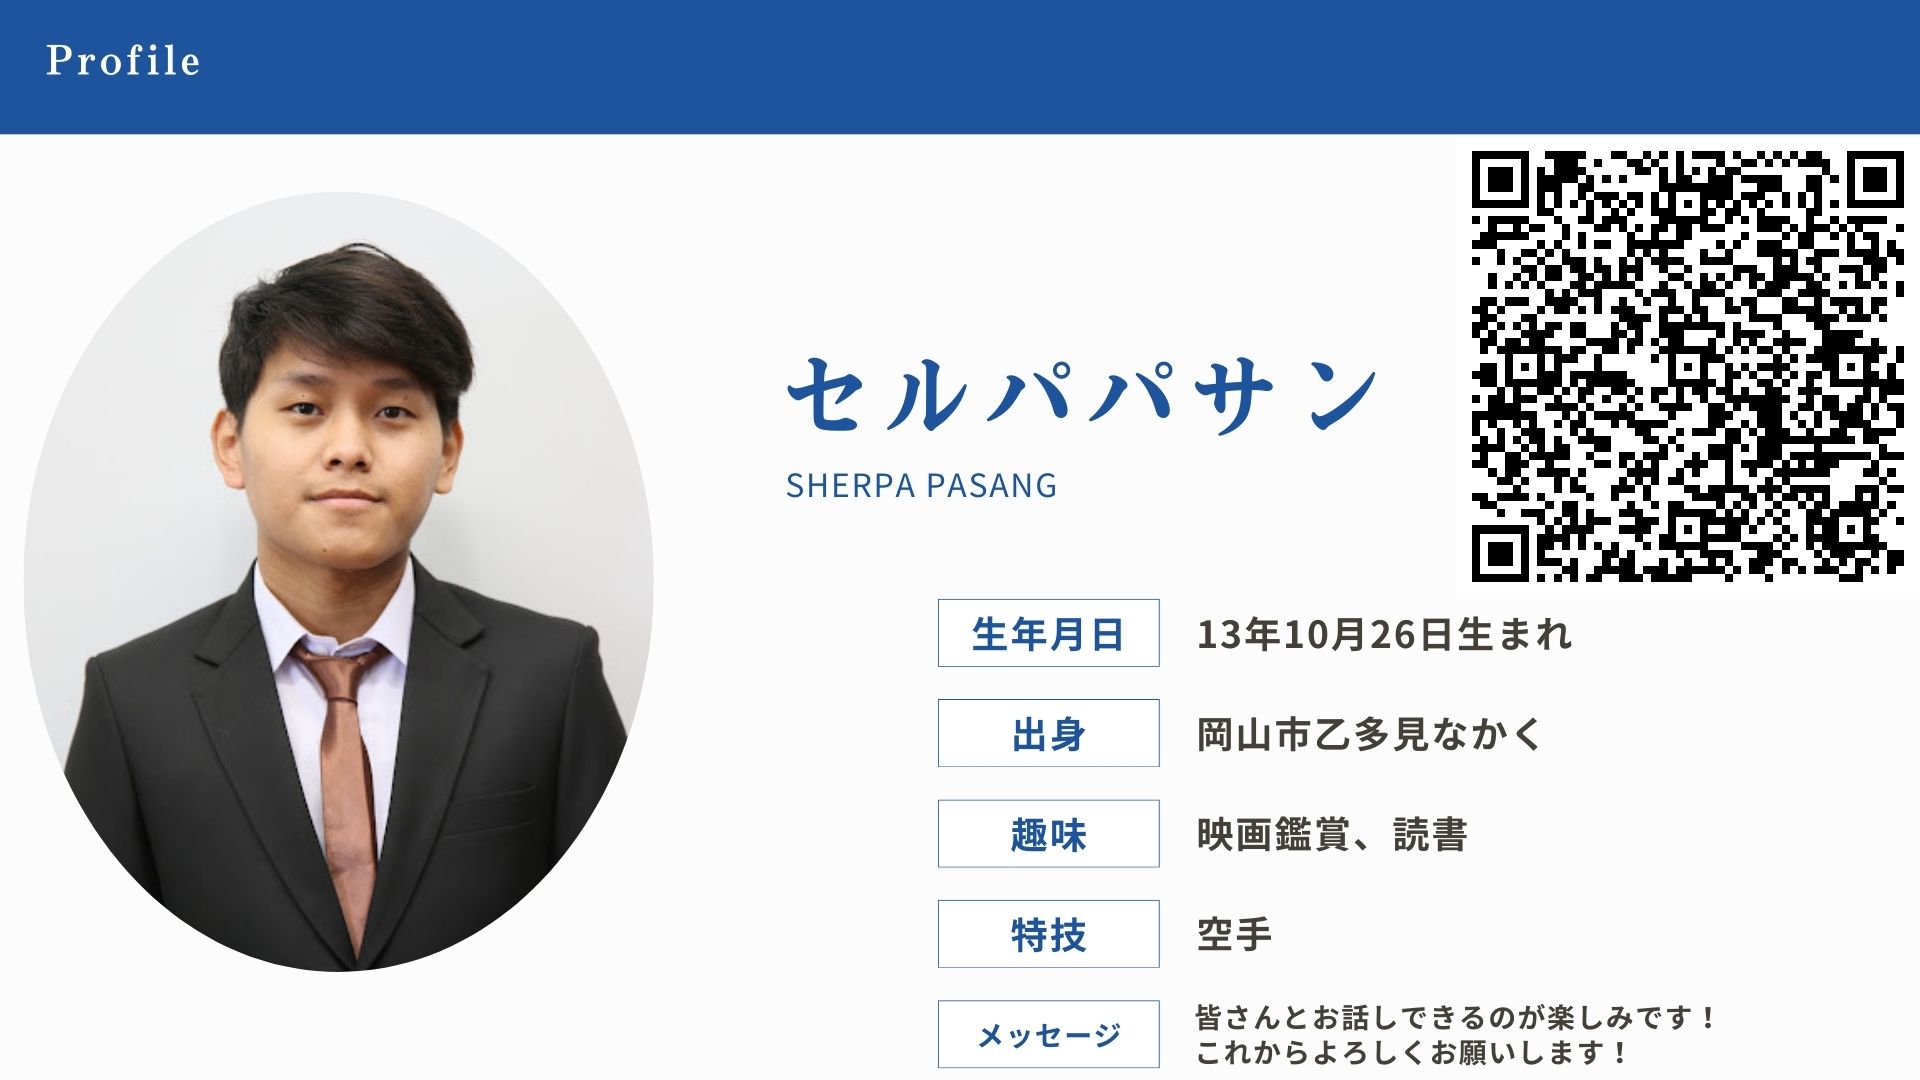 Profile
セルパパサン
SHERPA PASANG
生年月日 13年10月26日生まれ
出身 岡山市乙多見なかく
趣味 映画鑑賞、読書
特技 空手
メッセージ 皆さんとお話しできるのが楽しみです！
これからよろしくお願いします！